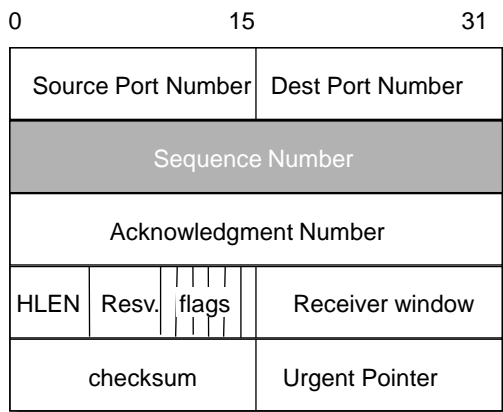 0 15 31
Source Port Number Dest Port Number
Sequence Number
Acknowledgment Number
HLEN Resv. flags Receiver window
checksum Urgent Pointer